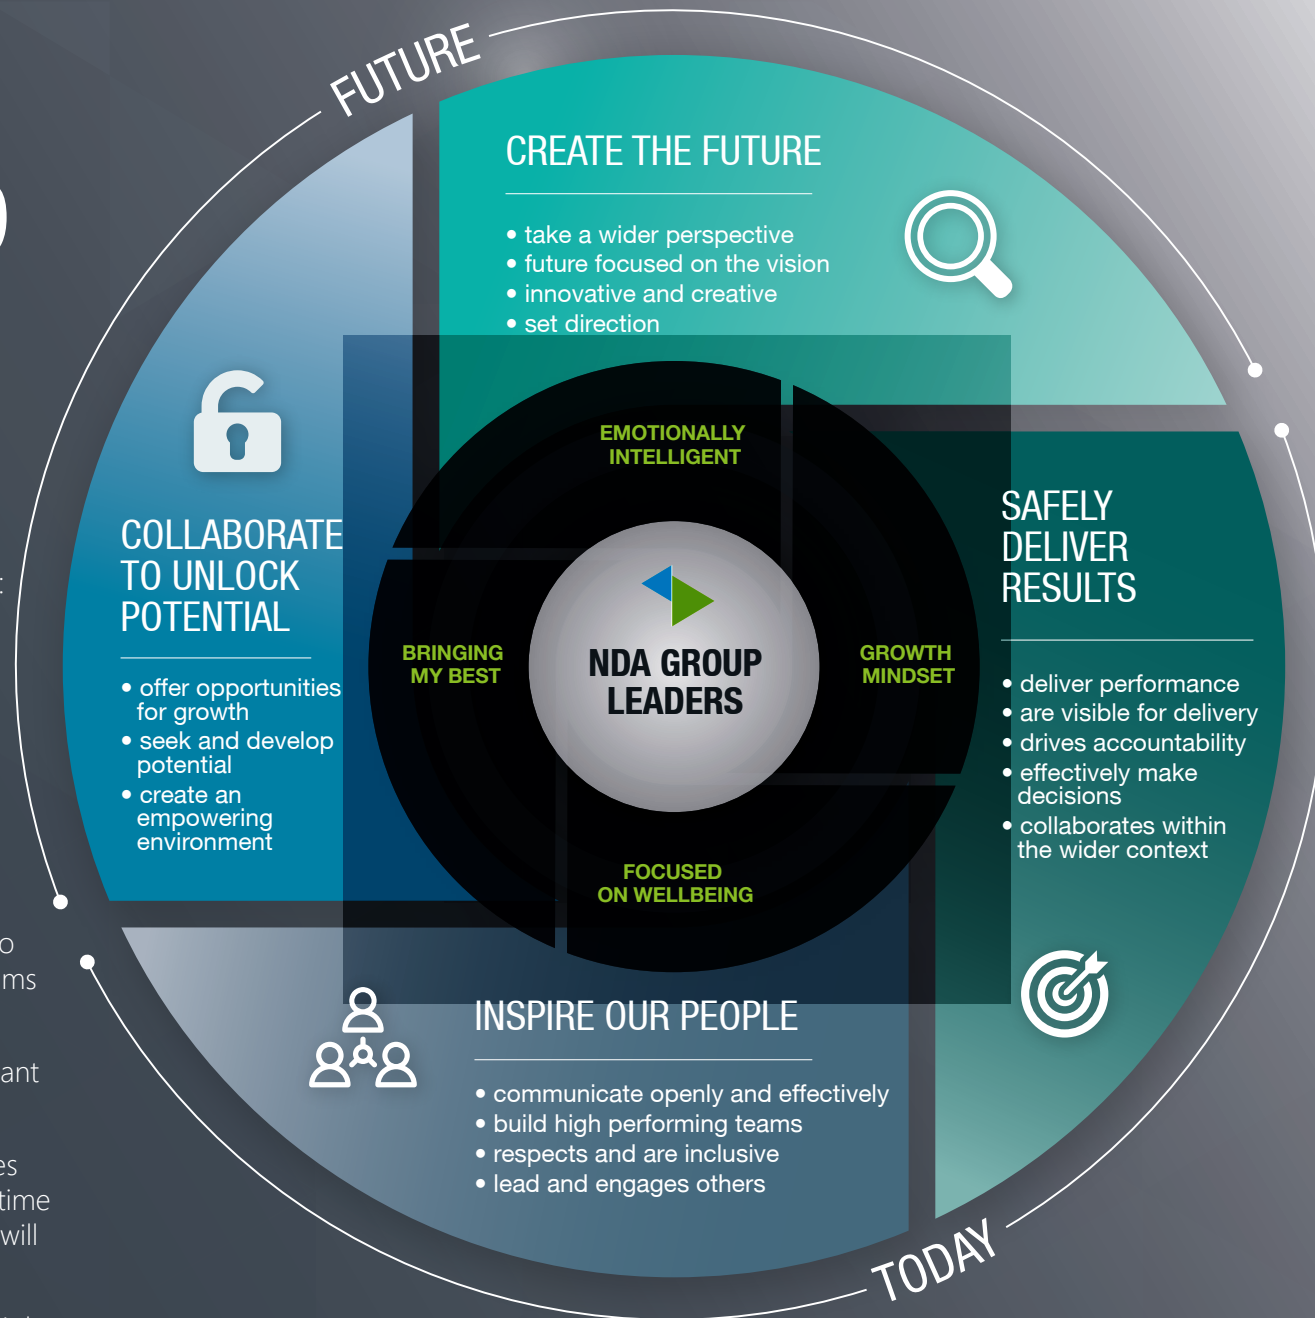 FUTURE
CREATE THE FUTURE
• take a wider perspective
• future focused on the vision
• innovative and creative
• set direction
COLLABORATE
TO UNLOCK
POTENTIAL
• offer opportunities
for growth
• seek and develop
potential
• create an
empowering
environment
EMOTIONALLY
INTELLIGENT
BRINGING
MY BEST
NDA GROUP
LEADERS
GROWTH
MINDSET
FOCUSED
ON WELLBEING
SAFELY
DELIVER
RESULTS
• deliver performance
• are visible for delivery
• drives accountability
• effectively make
decisions
• collaborates within
the wider context
INSPIRE OUR PEOPLE
• communicate openly and effectively
• build high performing teams
• respects and are inclusive
• lead and engages others
TODAY
time
will